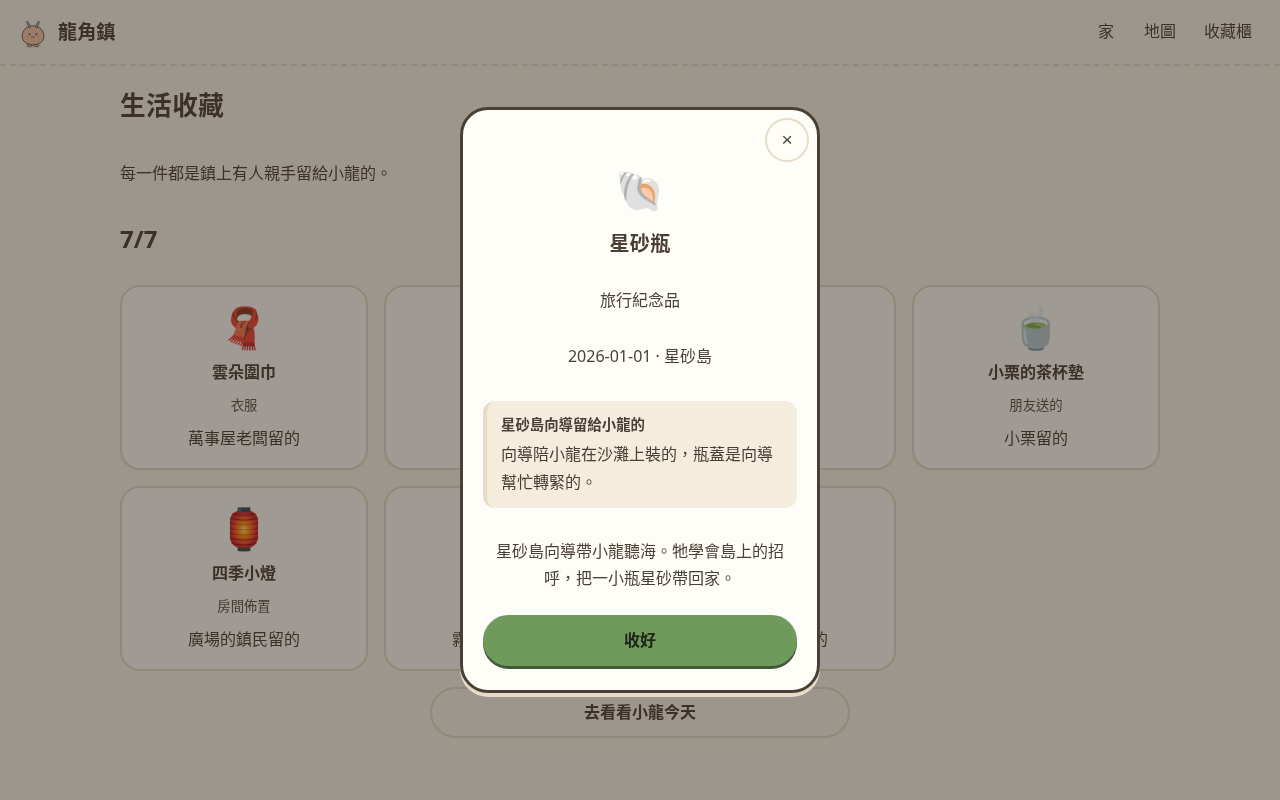 龍角鎮
家
地圖
收藏櫃
生活收藏
每一件都是鎮上有人親手留給小龍的。
7/7
雲朵圍巾
衣服
萬事屋老闆留的
小栗的茶杯墊
朋友送的
小栗留的
四季小燈
房間佈置
廣場的鎮民留的
的
×
星砂瓶
旅行紀念品
2026-01-01 · 星砂島
星砂島向導留給小龍的
向導陪小龍在沙灘上裝的，瓶蓋是向導
幫忙轉緊的。
星砂島向導帶小龍聽海。牠學會島上的招
呼，把一小瓶星砂帶回家。
收好
去看看小龍今天